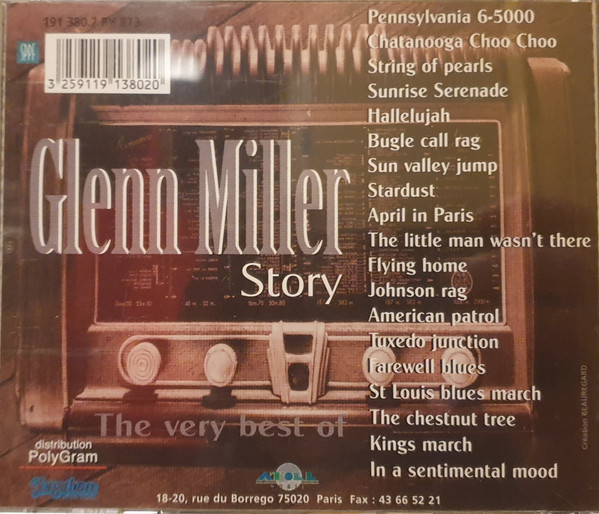 191 380.2 PY 873
SPPF
3 259119 138020
Glenn Miller
Story
The very best of
Pennsylvania 6-5000
Chatanooga Choo Choo
String of pearls
Sunrise Serenade
Hallelujah
Bugle call rag
Sun valley jump
Stardust
April in Paris
The little man wasn't there
Flying home
Johnson rag
American patrol
Tuxedo junction
Farewell blues
St Louis blues march
The chestnut tree
Kings march
In a sentimental mood
Création BEAUREGARD
distribution
PolyGram
18-20, rue du Borrego 75020 Paris Fax : 43 66 52 21